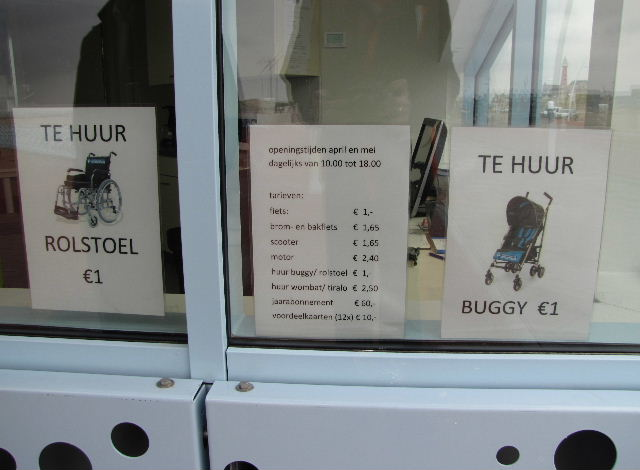 TE HUUR
ROLSTOEL
€1
openingstijden april en mei
dagelijks van 10.00 tot 18.00
tarieven:
fiets: € 1,-
brom- en bakfiets € 1,65
scooter € 1,65
motor € 2,40
huur buggy/ rolstoel € 1,-
huur wombat/ tiralo € 2,50
jaarabonnement € 60,-
voordeelkaarten (12x) € 10,-
TE HUUR
BUGGY €1